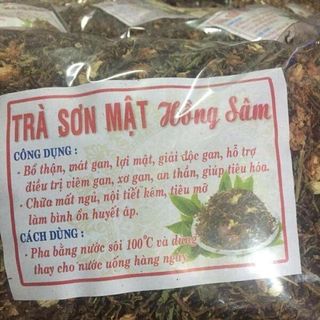 TRÀ SƠN MẬT Hồng Sâm
CÔNG DỤNG :
- Bổ thận, mát gan, lợi mật, giải độc gan, hỗ trợ
điều trị viêm gan, xơ gan, an thần, giúp tiêu hóa.
- Chữa mất ngủ, nội tiết kém, tiêu mỡ
làm bình ổn huyết áp.
CÁCH DÙNG :
- Pha bằng nước sôi 100°C và dùng
thay cho nước uống hàng ngày.